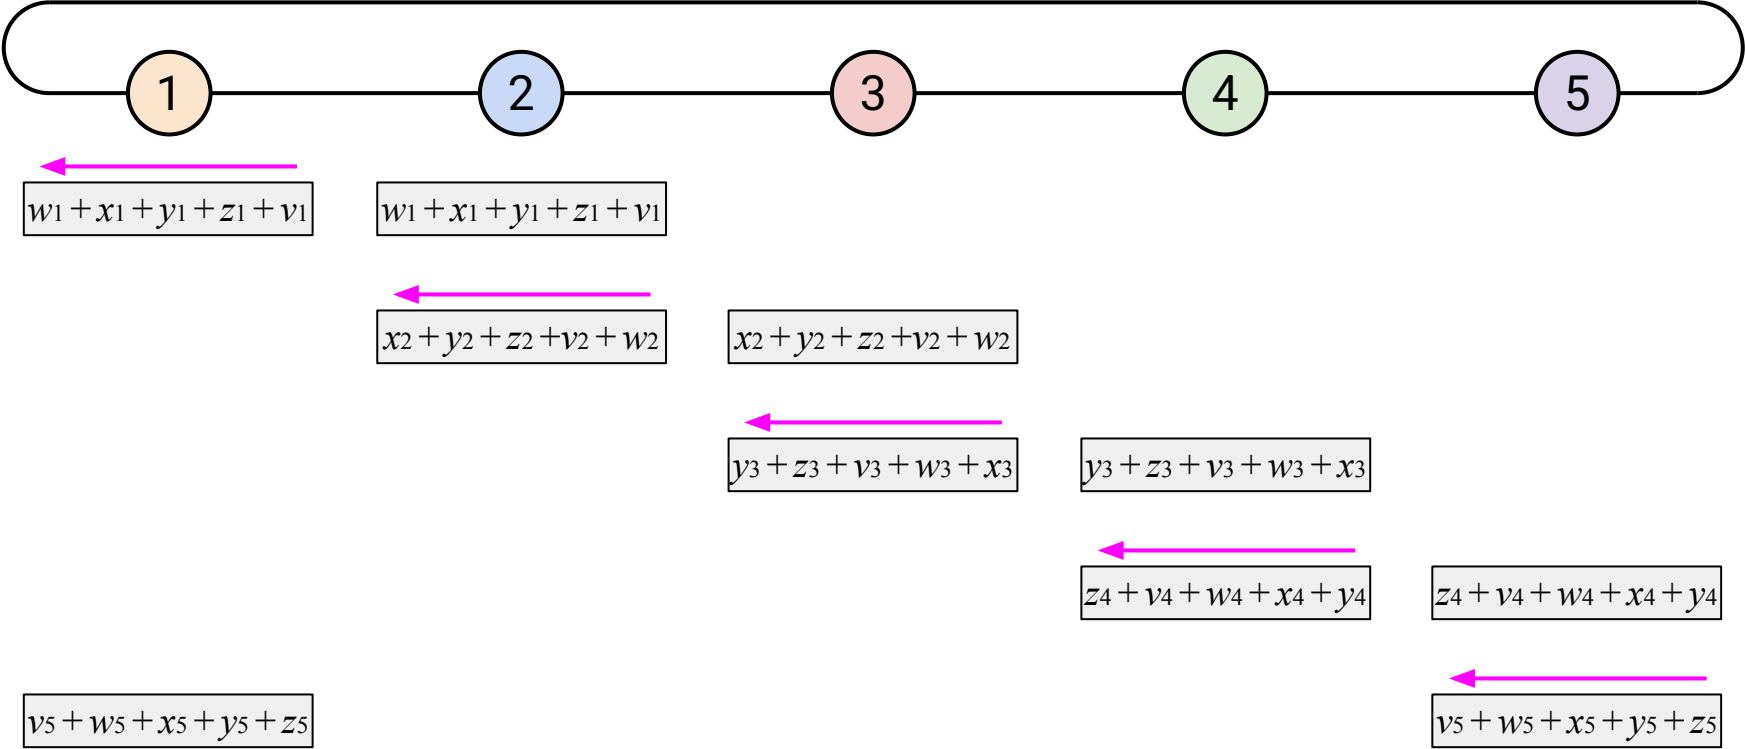 1 2 3 4 5
w1+x1+y1+z1+v1 w1+x1+y1+z1+v1
x2+y2+z2+v2+w2 x2+y2+z2+v2+w2
y3+z3+v3+w3+x3 y3+z3+v3+w3+x3
z4+v4+w4+x4+y4 z4+v4+w4+x4+y4
v5+w5+x5+y5+z5 v5+w5+x5+y5+z5